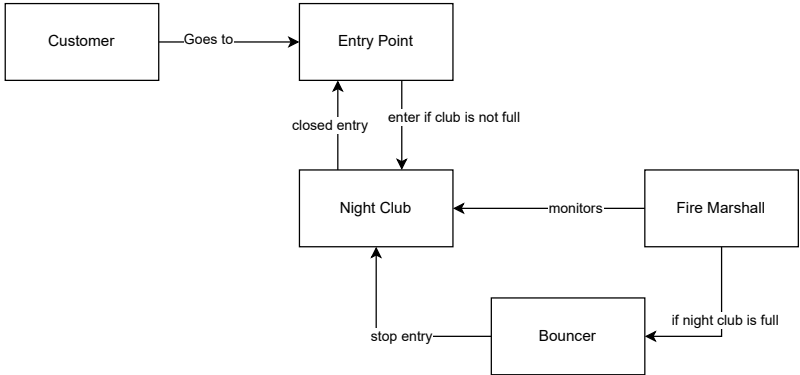 Customer
Goes to
Entry Point
closed entry
enter if club is not full
Night Club
monitors
Fire Marshall
if night club is full
stop entry
Bouncer